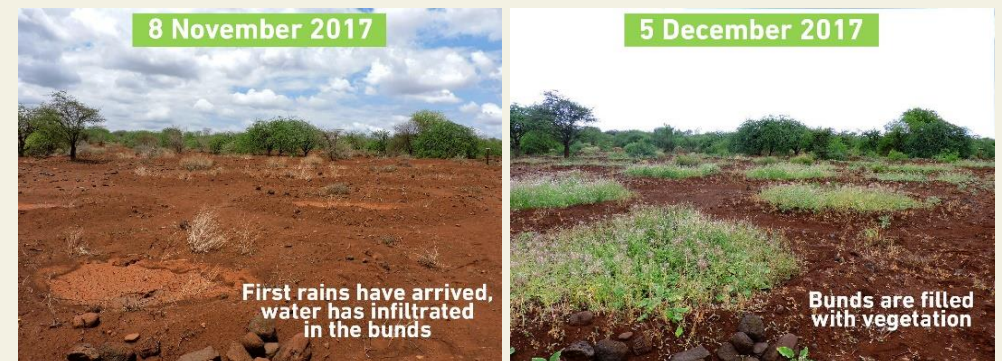 8 November 2017
First rains have arrived,
water has infiltrated
in the bunds
5 December 2017
Bunds are filled
with vegetation